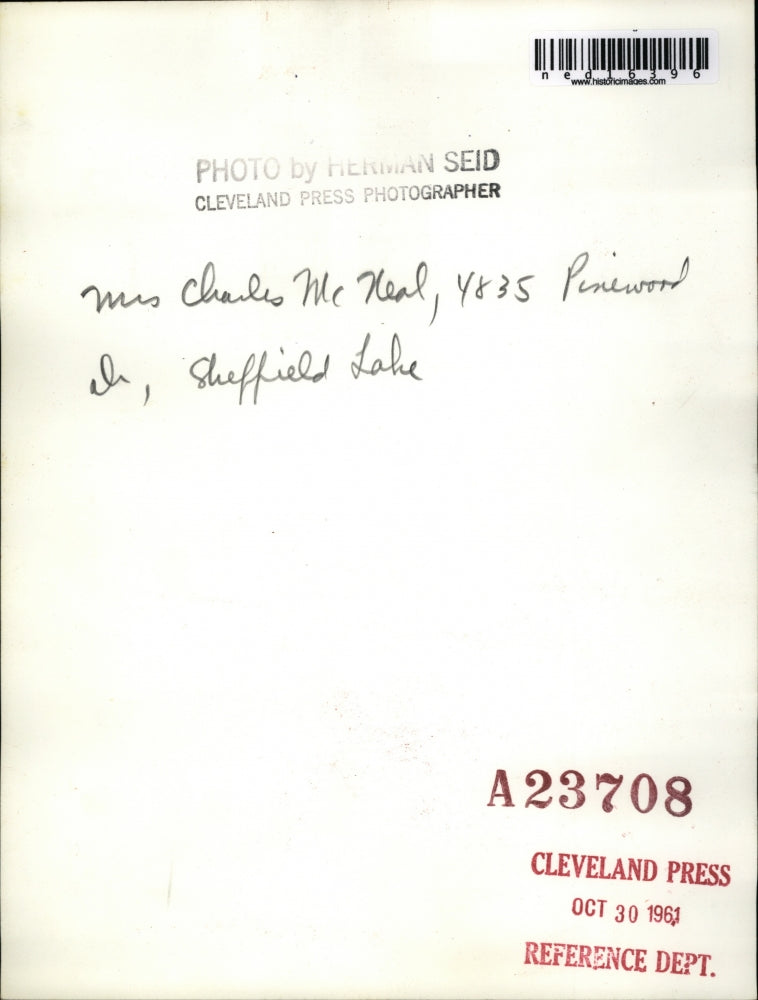 ned16396
www.historicimages.com
PHOTO by HERMAN SEID
CLEVELAND PRESS PHOTOGRAPHER
Mrs Charles Mc Neal, 4835 Pinewood
Dr, Sheffield Lake
A23708
CLEVELAND PRESS
OCT 30 1961
REFERENCE DEPT.